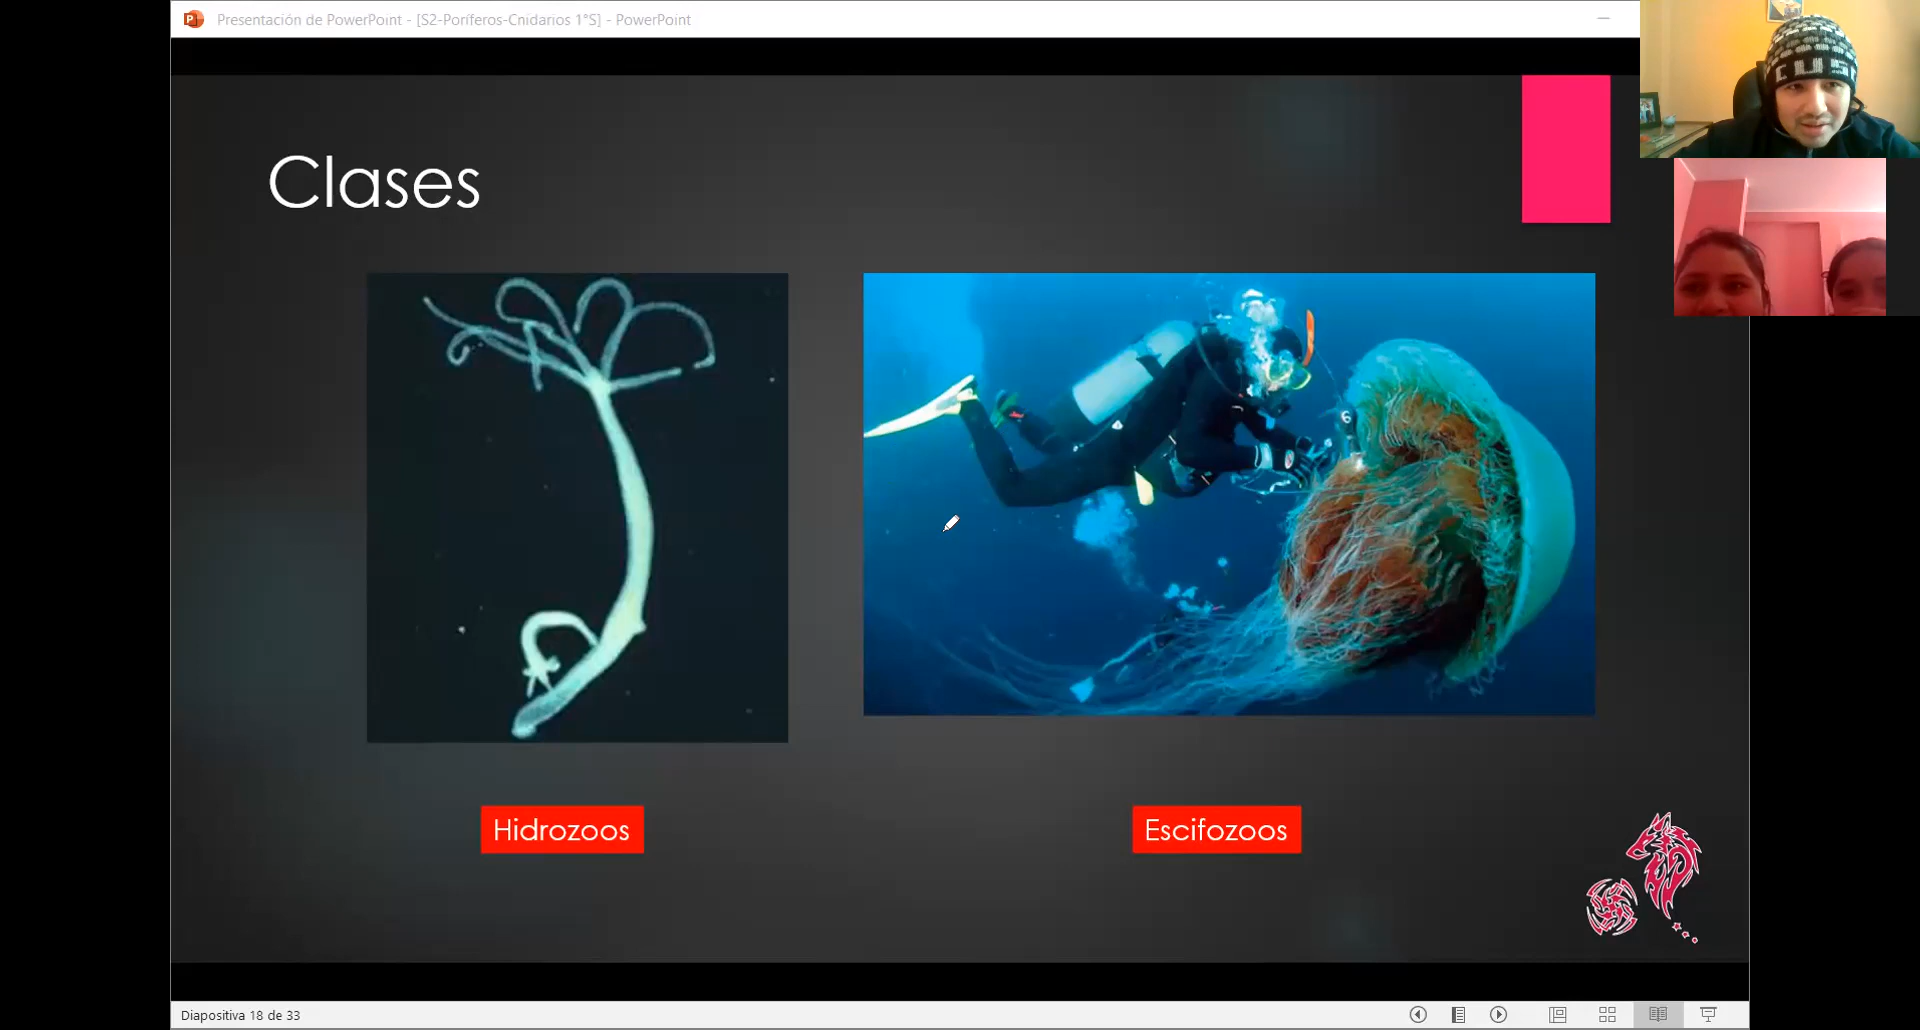 Presentación de PowerPoint - [S2-Poríferos-Cnidarios 1°S] - PowerPoint
Clases
Hidrozoos
Escifozoos
Diapositiva 18 de 33